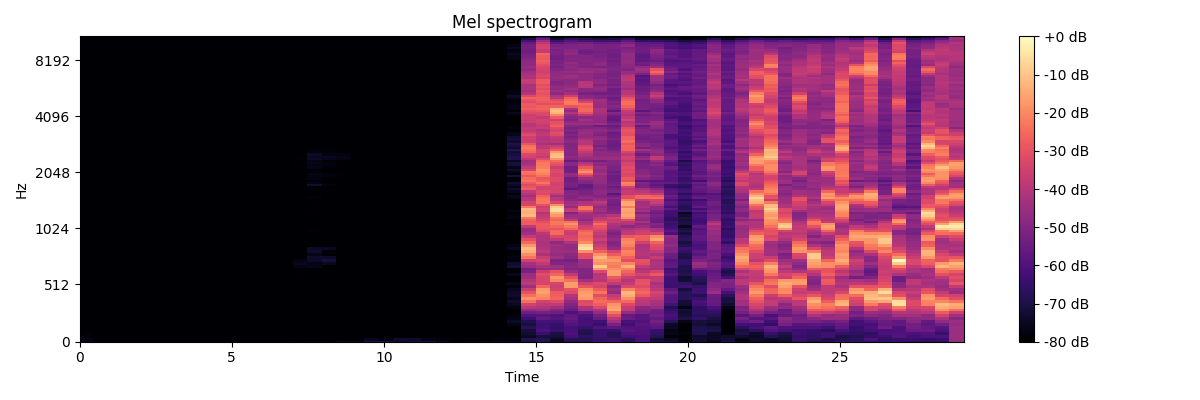 Mel spectrogram
Hz
8192
4096
2048
1024
512
0
0 5 10 15 20 25
Time
+0 dB
-10 dB
-20 dB
-30 dB
-40 dB
-50 dB
-60 dB
-70 dB
-80 dB